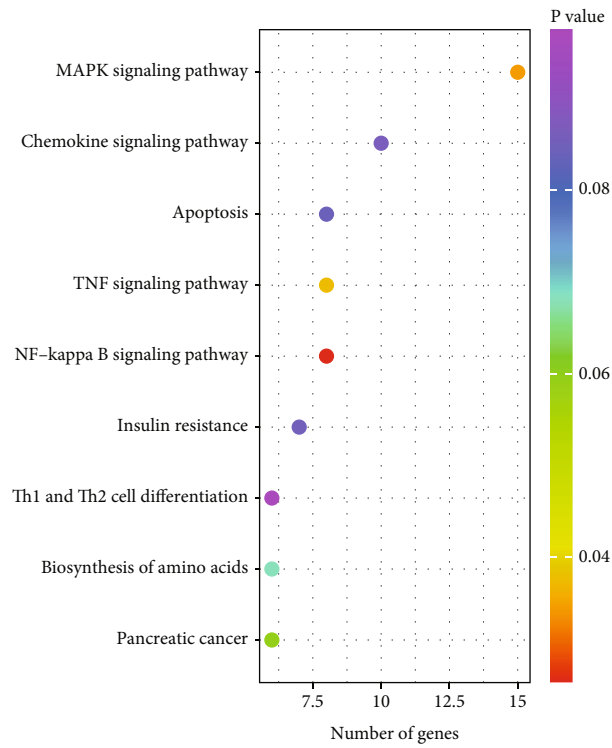 P value
MAPK signaling pathway
Chemokine signaling pathway
Apoptosis
TNF signaling pathway
NF–kappa B signaling pathway
Insulin resistance
Th1 and Th2 cell differentiation
Biosynthesis of amino acids
Pancreatic cancer
0.08
0.06
0.04
7.5 10 12.5 15
Number of genes